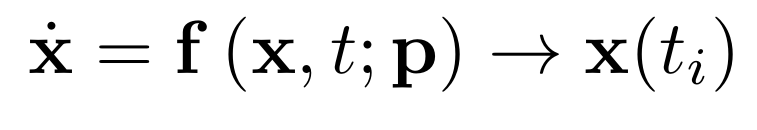 ẋ = f (x, t; p) → x(tᵢ)